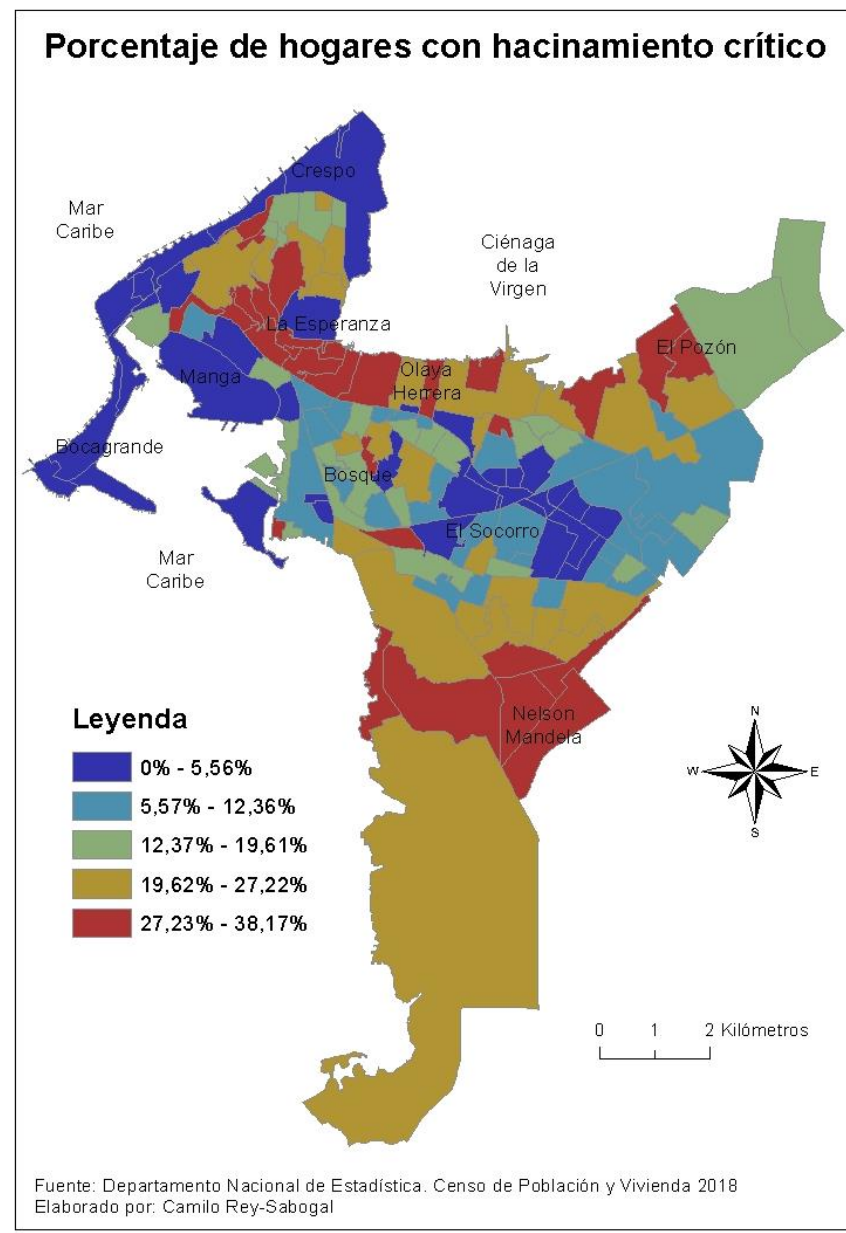 Porcentaje de hogares con hacinamiento crítico
Crespo
Mar
Caribe
Ciénaga
de la
Virgen
La Esperanza
El Pozón
Manga
Olaya
Herrera
Bocagrande
Bosque
El Socorro
Mar
Caribe
Nelson
Mandela
Leyenda
0% - 5,56%
5,57% - 12,36%
12,37% - 19,61%
19,62% - 27,22%
27,23% - 38,17%
N
W E
S
0 1 2 Kilómetros
Fuente: Departamento Nacional de Estadística. Censo de Población y Vivienda 2018
Elaborado por: Camilo Rey-Sabogal